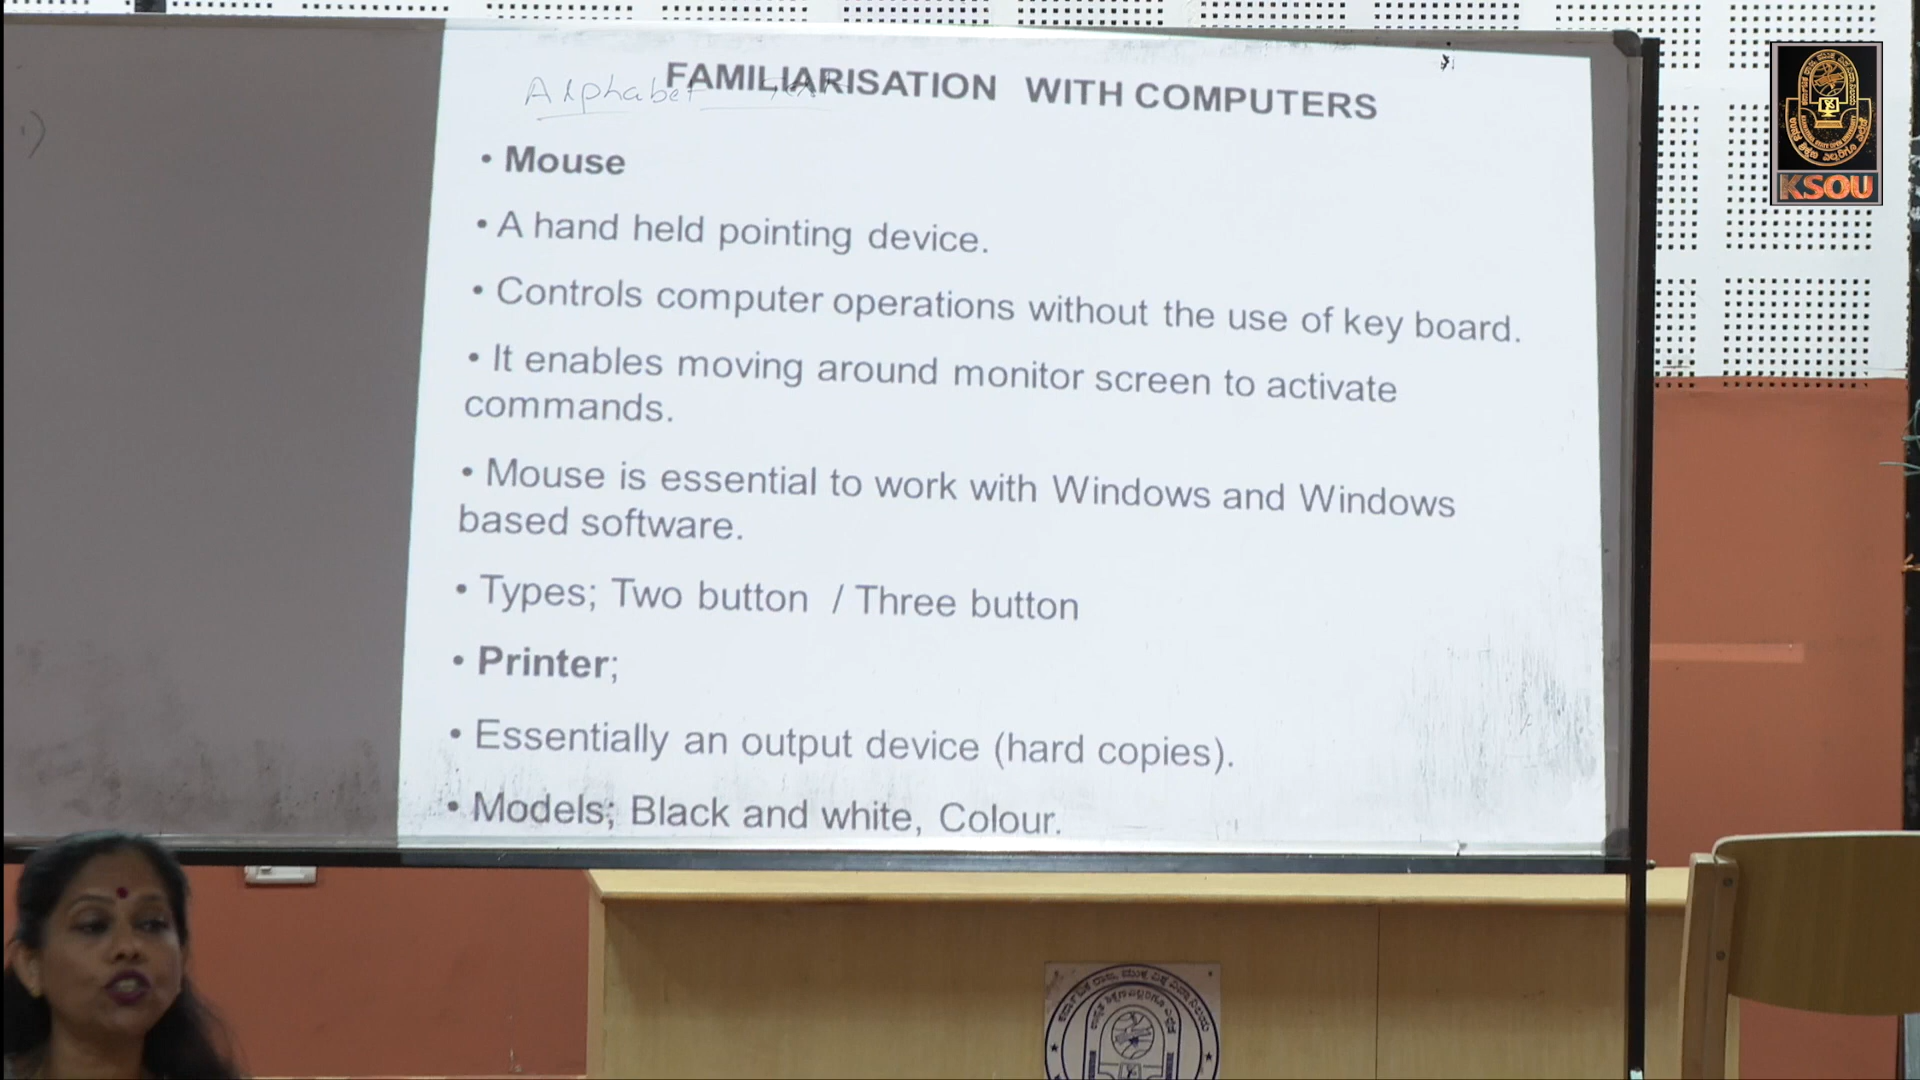 FAMILIARISATION WITH COMPUTERS
Alphabet
1)
• Mouse
• A hand held pointing device.
• Controls computer operations without the use of key board.
• It enables moving around monitor screen to activate
commands.
• Mouse is essential to work with Windows and Windows
based software.
• Types; Two button / Three button
• Printer;
• Essentially an output device (hard copies).
• Models; Black and white, Colour.
KSOU